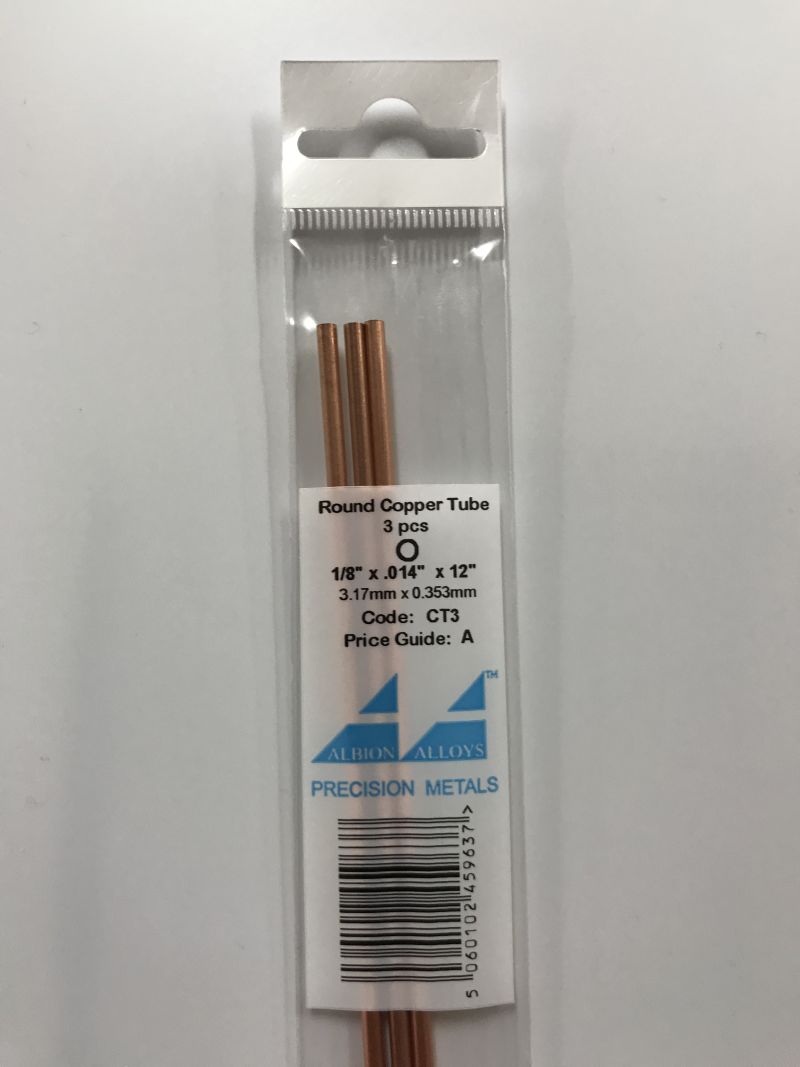 Round Copper Tube
3 pcs
1/8" x .014" x 12"
3.17mm x 0.353mm
Code: CT3
Price Guide: A
TM
ALBION ALLOYS
PRECISION METALS
5 060102 459637 >